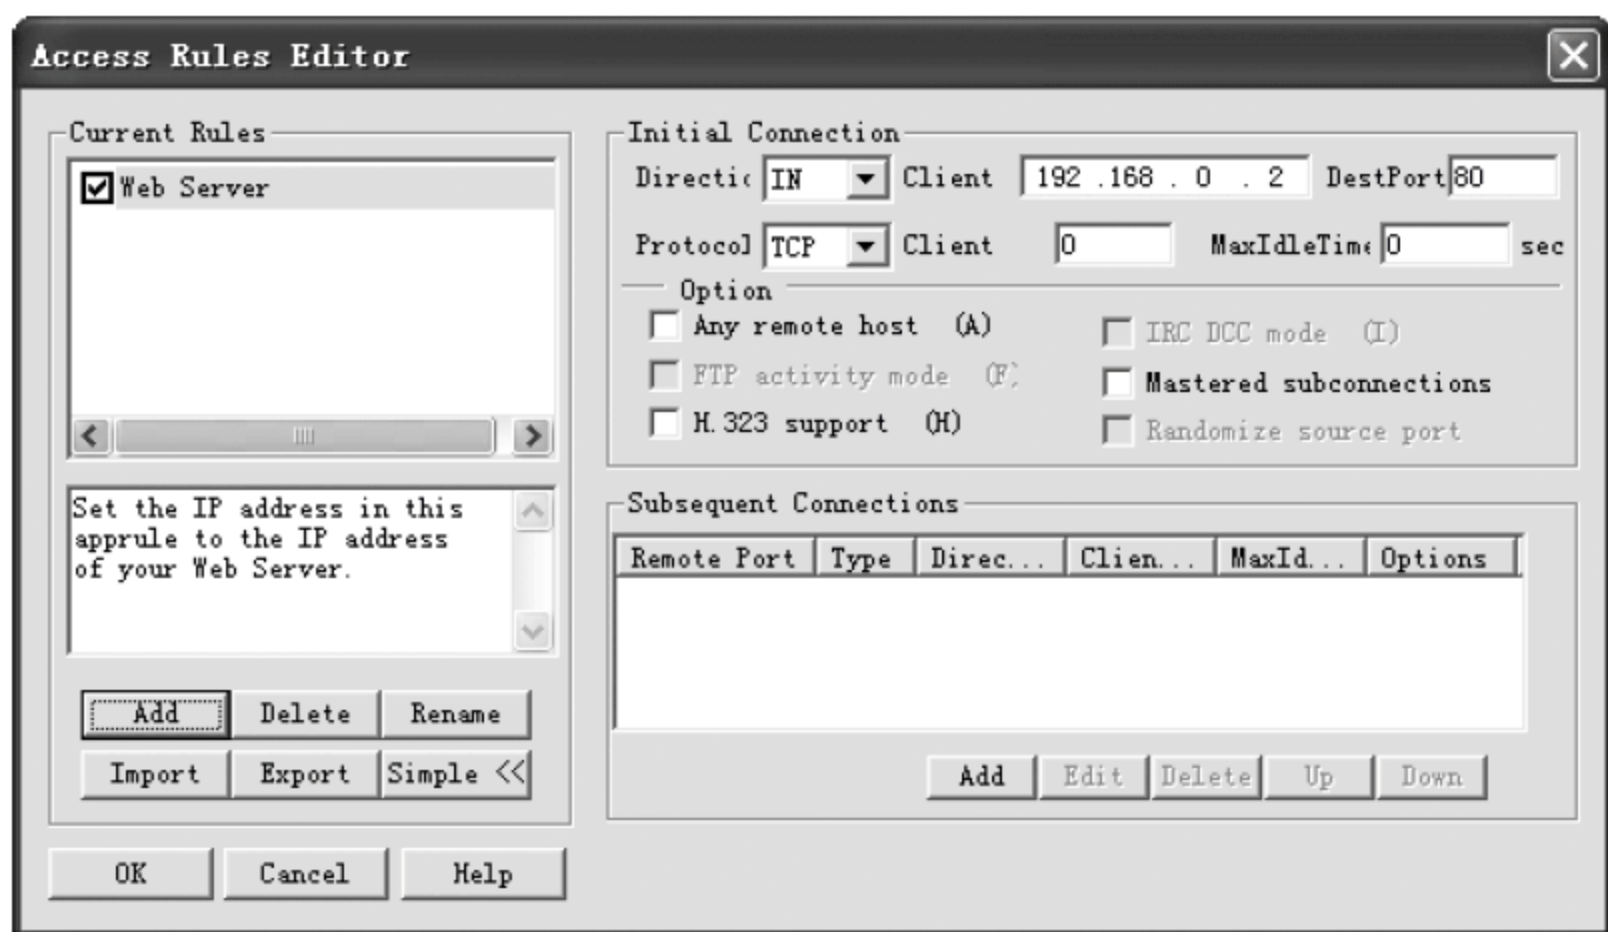 Access Rules Editor
Current Rules
Web Server
Set the IP address in this
apprule to the IP address
of your Web Server.
Add Delete Rename
Import Export Simple <<
OK Cancel Help
Initial Connection
Directic IN Client 192 .168 . 0 . 2 DestPort 80
Protocol TCP Client 0 MaxIdleTime 0 sec
Option
Any remote host (A) IRC DCC mode (I)
FTP activity mode (F) Mastered subconnections
H.323 support (H) Randomize source port
Subsequent Connections
Remote Port Type Direc... Clien... MaxId... Options
Add Edit Delete Up Down